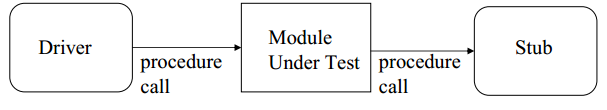 Driver
procedure
call
Module
Under Test
procedure
call
Stub